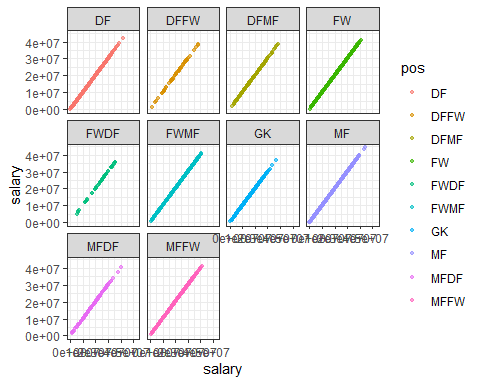 DF DFFW DFMF FW
4e+07
3e+07
2e+07
1e+07
0e+00
FWDF FWMF GK MF
4e+07
3e+07
2e+07
1e+07
0e+00
MFDF MFFW
4e+07
3e+07
2e+07
1e+07
0e+00
salary
salary
pos
DF
DFFW
DFMF
FW
FWDF
FWMF
GK
MF
MFDF
MFFW